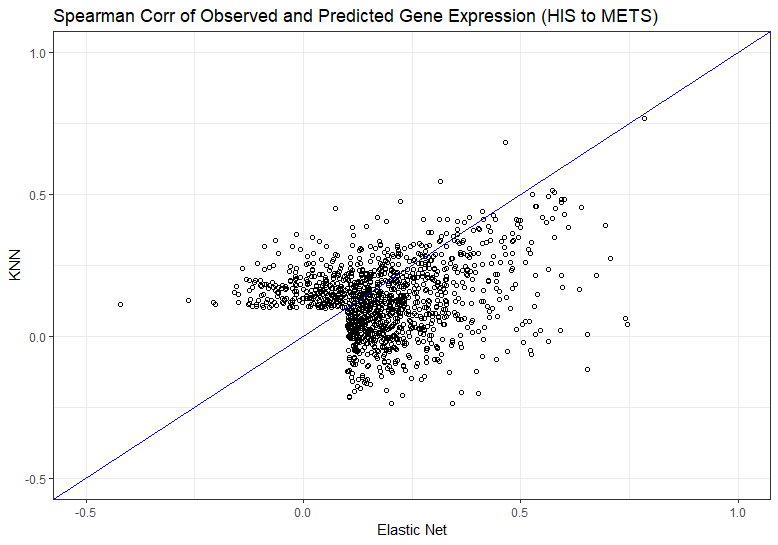 Spearman Corr of Observed and Predicted Gene Expression (HIS to METS)
1.0
0.5
0.0
-0.5
KNN
-0.5 0.0 0.5 1.0
Elastic Net